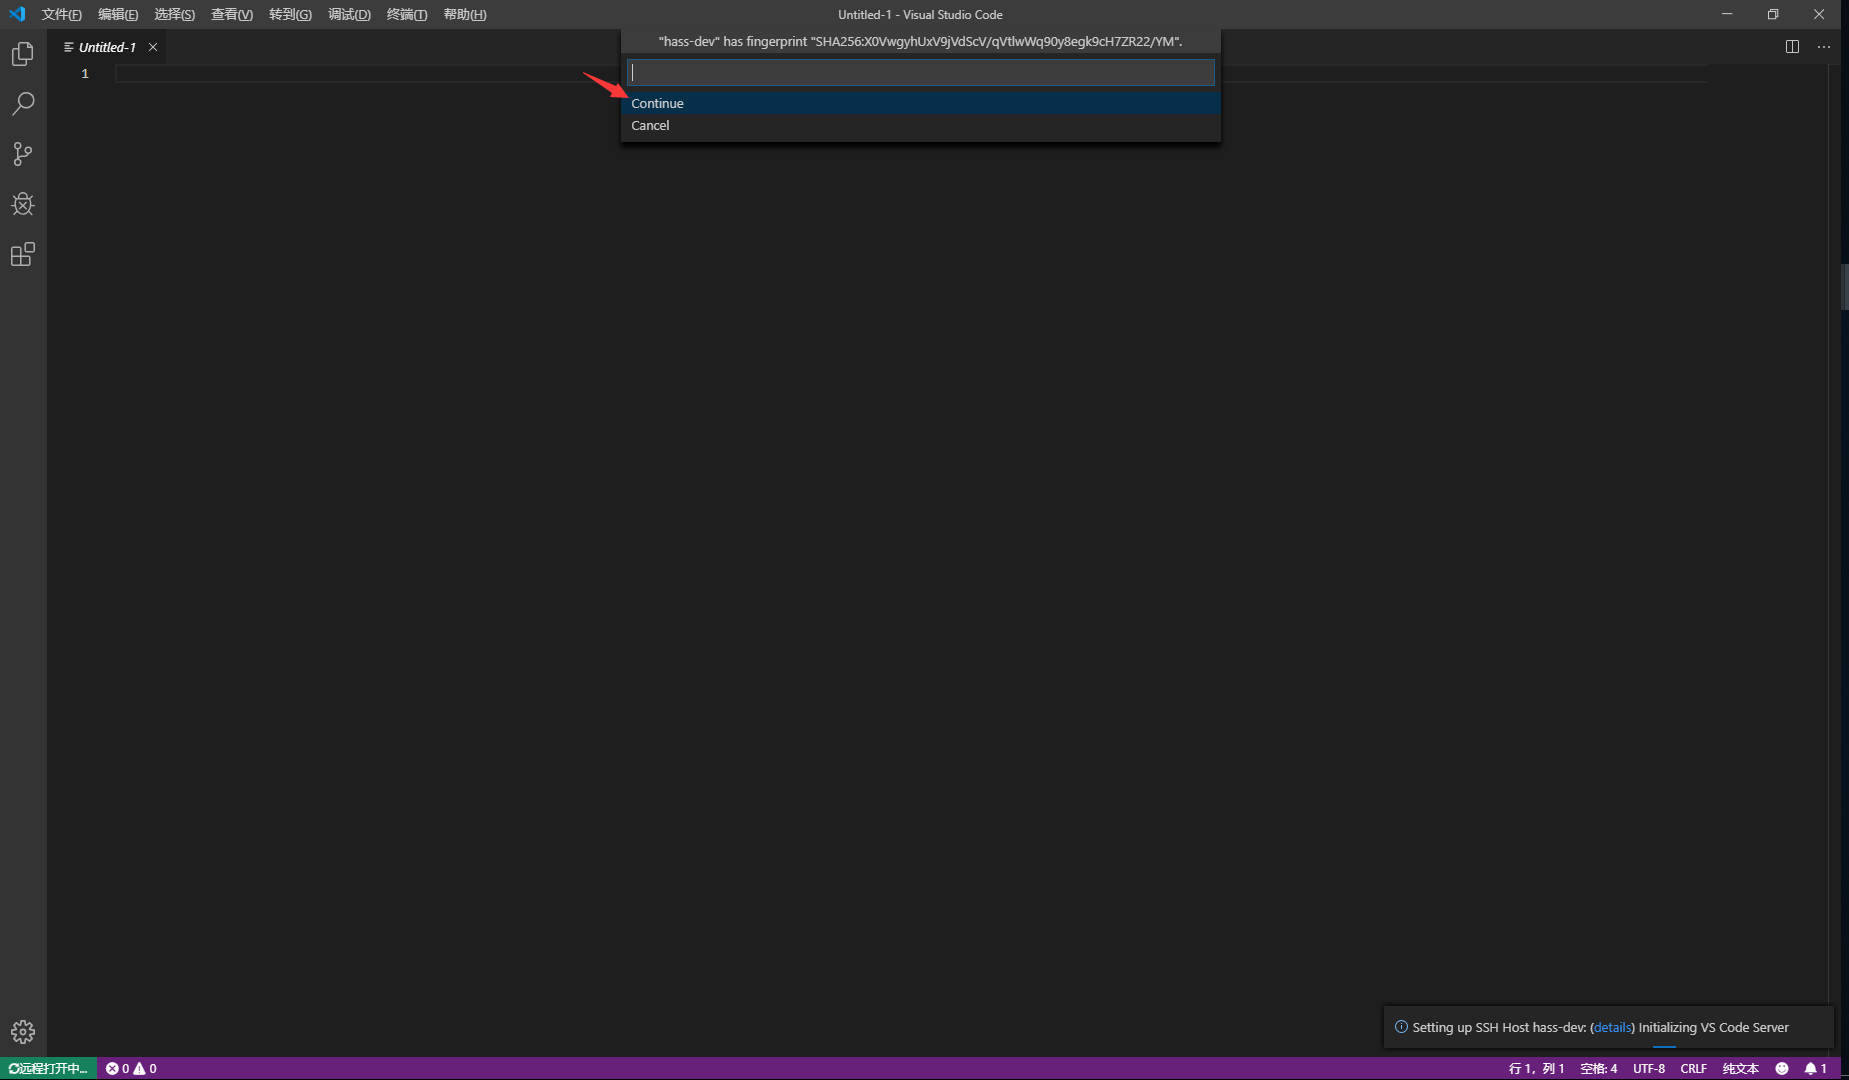 文件(F) 编辑(E) 选择(S) 查看(V) 转到(G) 调试(D) 终端(T) 帮助(H)
Untitled-1 - Visual Studio Code
Untitled-1
"hass-dev" has fingerprint "SHA256:X0VwgyhUxV9jVdScV/qVtlwWq90y8egk9cH7ZR22/YM".
1
Continue
Cancel
Setting up SSH Host hass-dev: (details) Initializing VS Code Server
远程打开中... 0 0
行 1，列 1 空格: 4 UTF-8 CRLF 纯文本 1